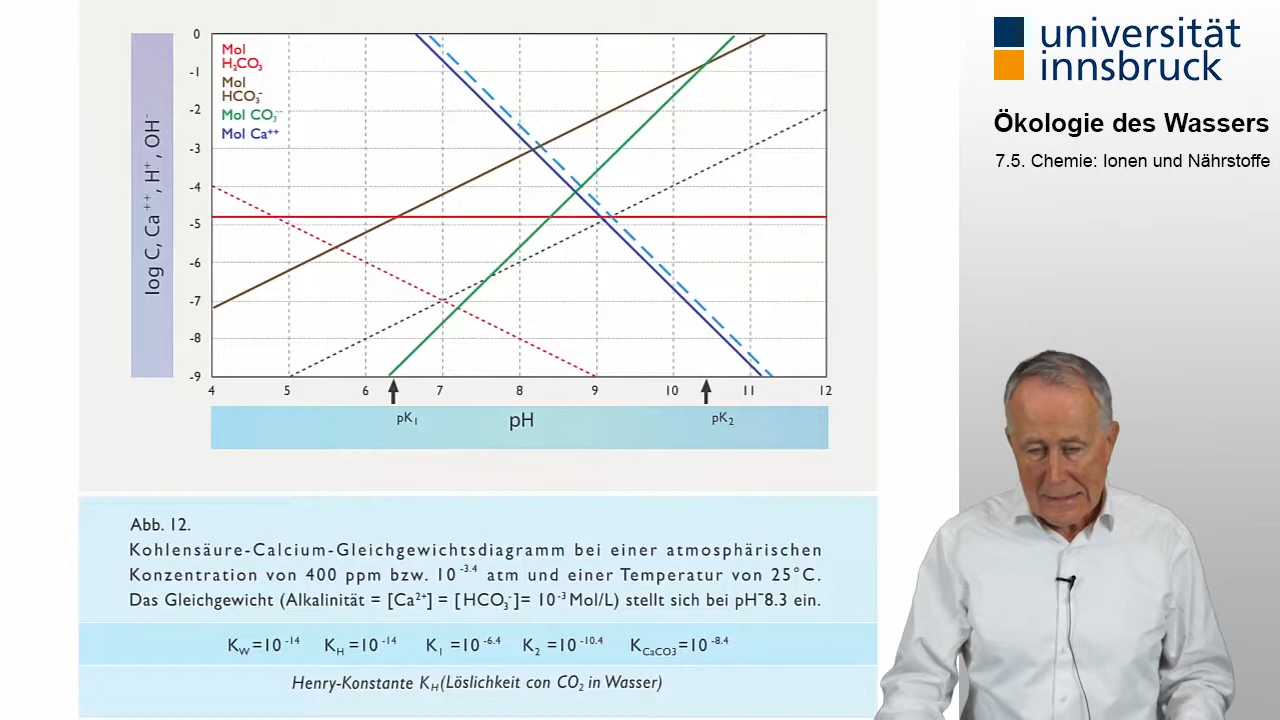 universität
innsbruck
Ökologie des Wassers
7.5. Chemie: Ionen und Nährstoffe
log C, Ca⁺⁺, H⁺, OH⁻
0
-1
-2
-3
-4
-5
-6
-7
-8
-9
Mol
H₂CO₃
Mol
HCO₃⁻
Mol CO₃⁻⁻
Mol Ca⁺⁺
4 5 6 7 8 9 10 11 12
pK₁ pH pK₂
Abb. 12.
Kohlensäure-Calcium-Gleichgewichtsdiagramm bei einer atmosphärischen
Konzentration von 400 ppm bzw. 10⁻³·⁴ atm und einer Temperatur von 25°C.
Das Gleichgewicht (Alkalinität = [Ca²⁺] = [HCO₃⁻]= 10⁻³ Mol/L) stellt sich bei pH~8.3 ein.
K_W=10⁻¹⁴ K_H=10⁻¹⁴ K₁=10⁻⁶·⁴ K₂=10⁻¹⁰·⁴ K_CaCO3=10⁻⁸·⁴
Henry-Konstante K_H(Löslichkeit con CO₂ in Wasser)